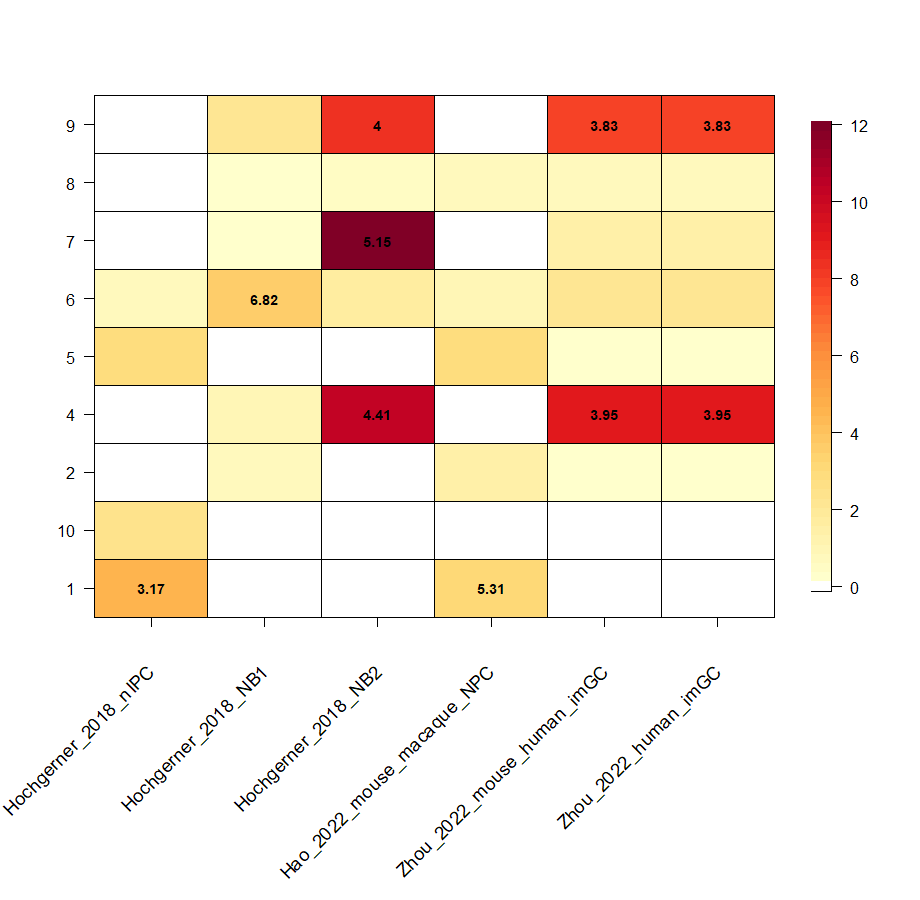 9 4 3.83 3.83 12
8
10
7 5.15
8
6 6.82
6
5
4 4.41 3.95 3.95
4
2
2
10
1 3.17 5.31
0
Hochgerner_2018_nIPC
Hochgerner_2018_NB1
Hochgerner_2018_NB2
Hao_2022_mouse_macaque_NPC
Zhou_2022_mouse_human_imGC
Zhou_2022_human_imGC